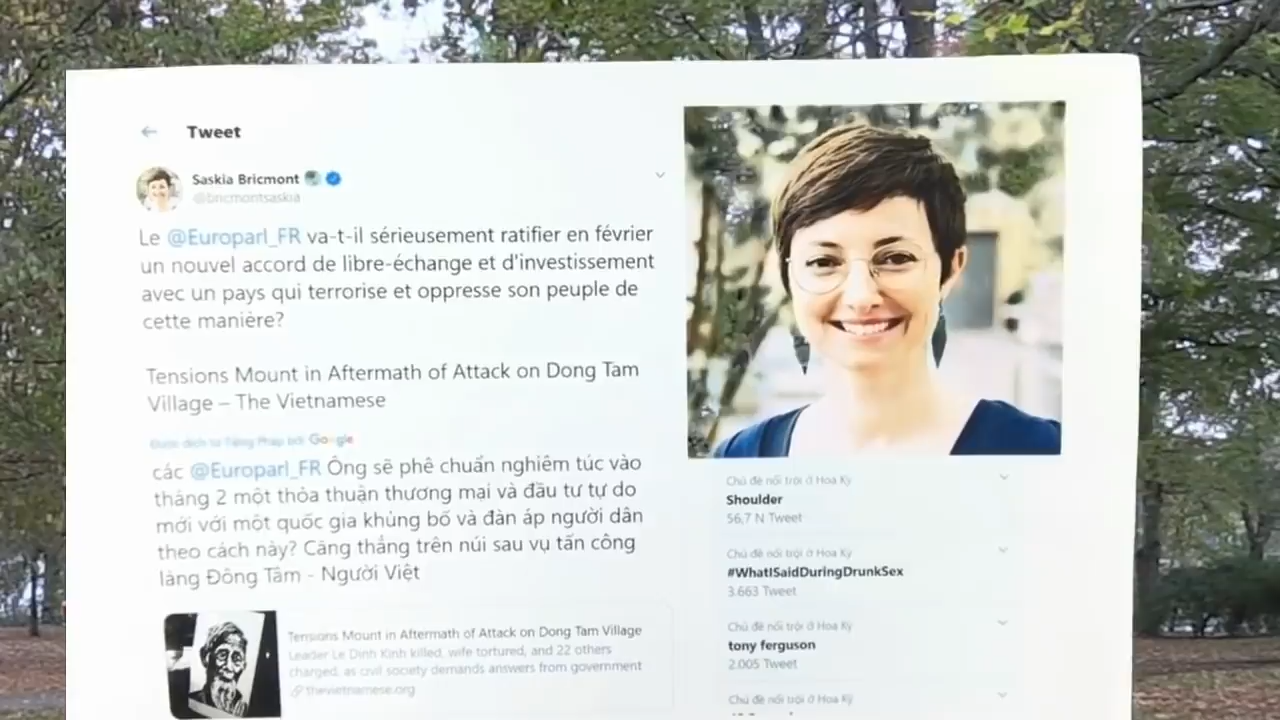 Tweet
Saskia Bricmont
@bricmontsaskia
Le @Europarl_FR va-t-il sérieusement ratifier en février
un nouvel accord de libre-échange et d'investissement
avec un pays qui terrorise et oppresse son peuple de
cette manière?
Tensions Mount in Aftermath of Attack on Dong Tam
Village – The Vietnamese
Được dịch từ Tiếng Pháp bởi Google
các @Europarl_FR Ông sẽ phê chuẩn nghiêm túc vào
tháng 2 một thỏa thuận thương mại và đầu tư tự do
mới với một quốc gia khủng bố và đàn áp người dân
theo cách này? Căng thẳng trên núi sau vụ tấn công
làng Đồng Tâm - Người Việt
Tensions Mount in Aftermath of Attack on Dong Tam Village
Leader Le Dinh Kinh killed, wife tortured, and 22 others
charged, as civil society demands answers from government
thevietnamese.org
Chủ đề nổi trội ở Hoa Kỳ
Shoulder
56,7 N Tweet
Chủ đề nổi trội ở Hoa Kỳ
#WhatISaidDuringDrunkSex
3.663 Tweet
Chủ đề nổi trội ở Hoa Kỳ
tony ferguson
2.005 Tweet
Chủ đề nổi trội ở Hoa Kỳ